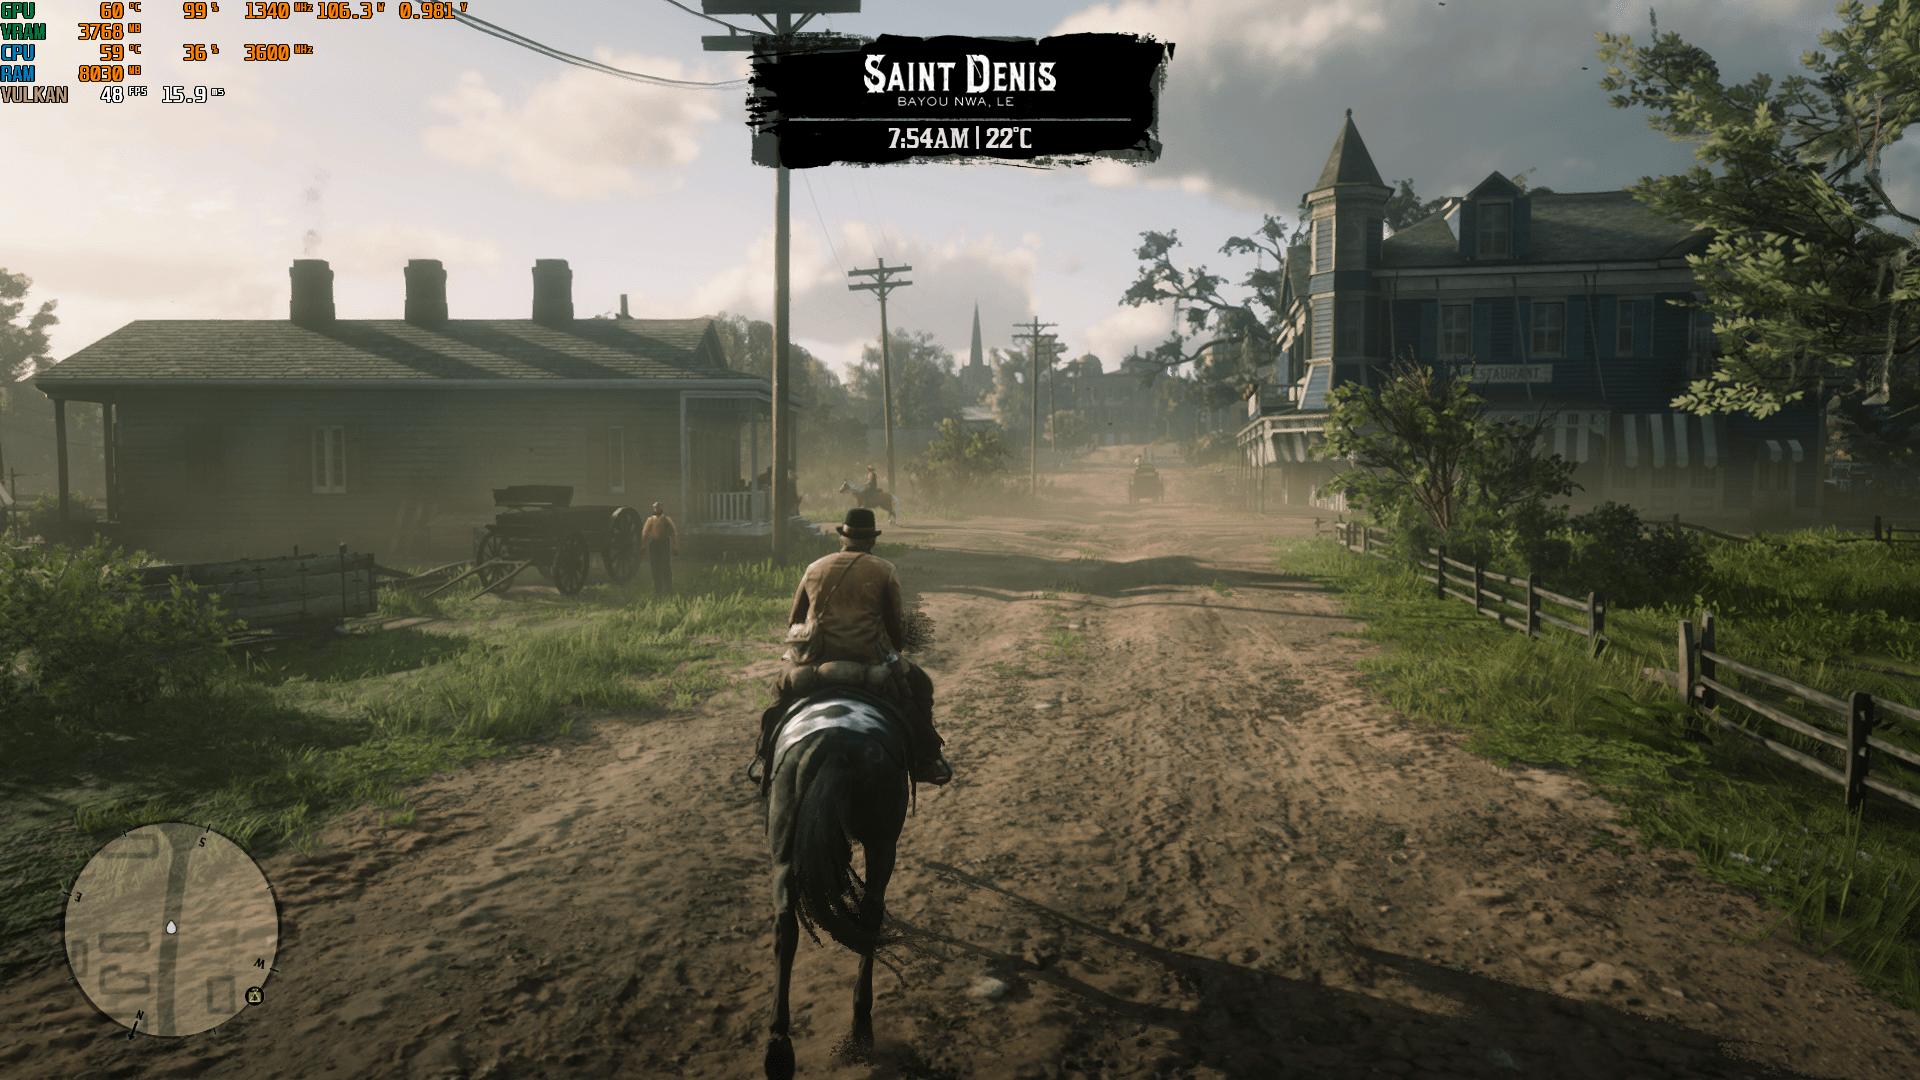 GPU 60 °C 99 % 1340 MHz 106.3 W 0.981 V
VRAM 3768 MB
CPU 59 °C 36 % 3600 MHz
RAM 8030 MB
VULKAN 48 FPS 15.9 ms
SAINT DENIS
BAYOU NWA, LE
7:54AM | 22°C
RESTAURANT
S
E
W
N